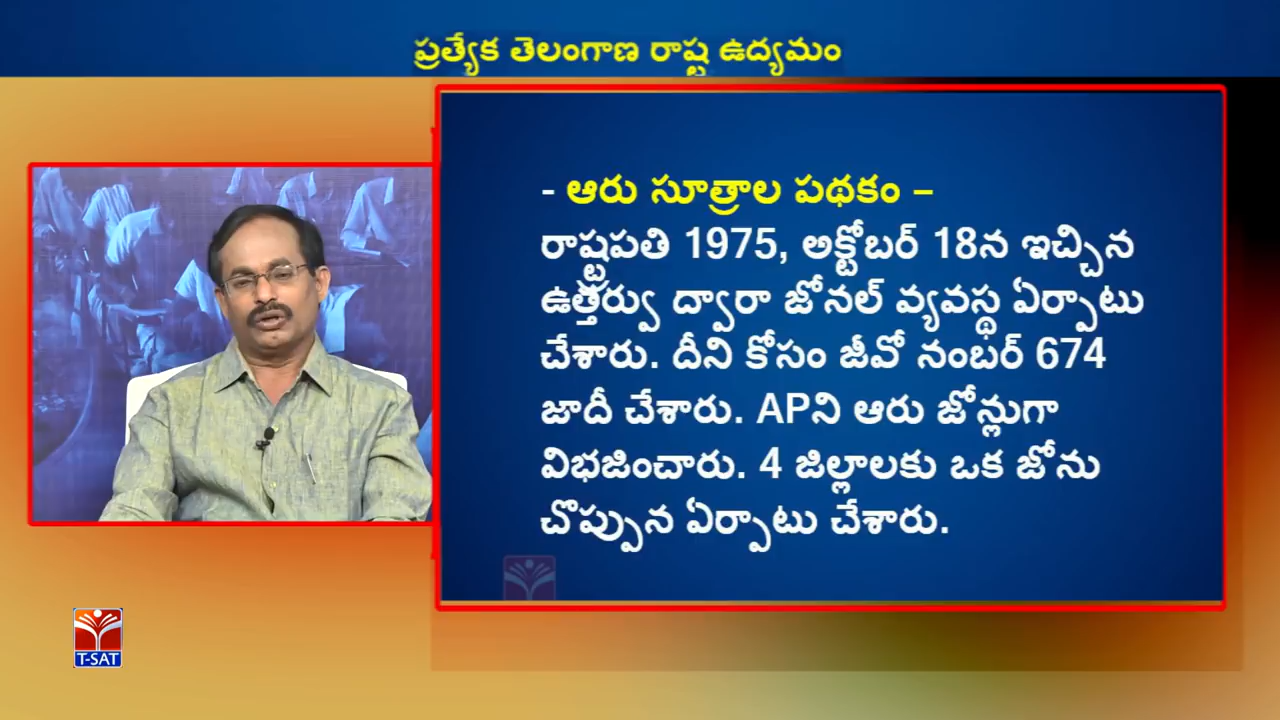 ప్రత్యేక తెలంగాణ రాష్ట ఉద్యమం
- ఆరు సూత్రాల పథకం –
రాష్ట్రపతి 1975, అక్టోబర్ 18న ఇచ్చిన
ఉత్తర్వు ద్వారా జోనల్ వ్యవస్థ ఏర్పాటు
చేశారు. దీని కోసం జీవో నంబర్ 674
జాదీ చేశారు. APని ఆరు జోన్లుగా
విభజించారు. 4 జిల్లాలకు ఒక జోను
చొప్పున ఏర్పాటు చేశారు.
T-SAT